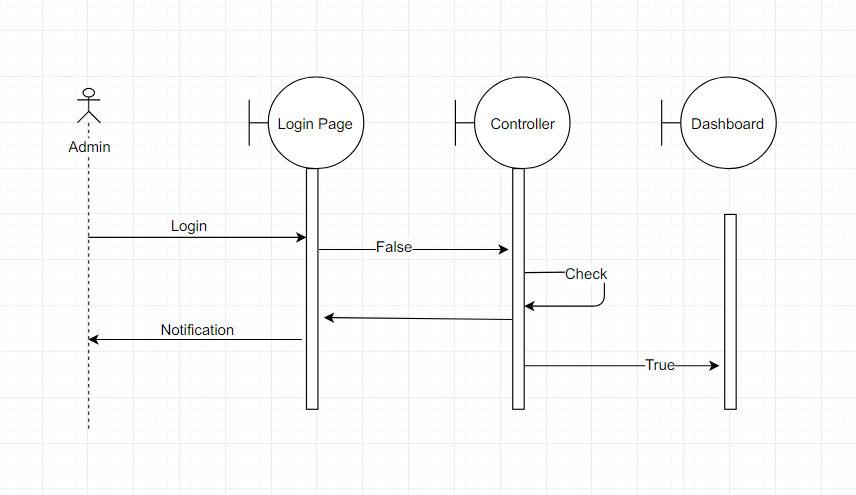 Login Page
Controller
Dashboard
Admin
Login
False
Check
Notification
True